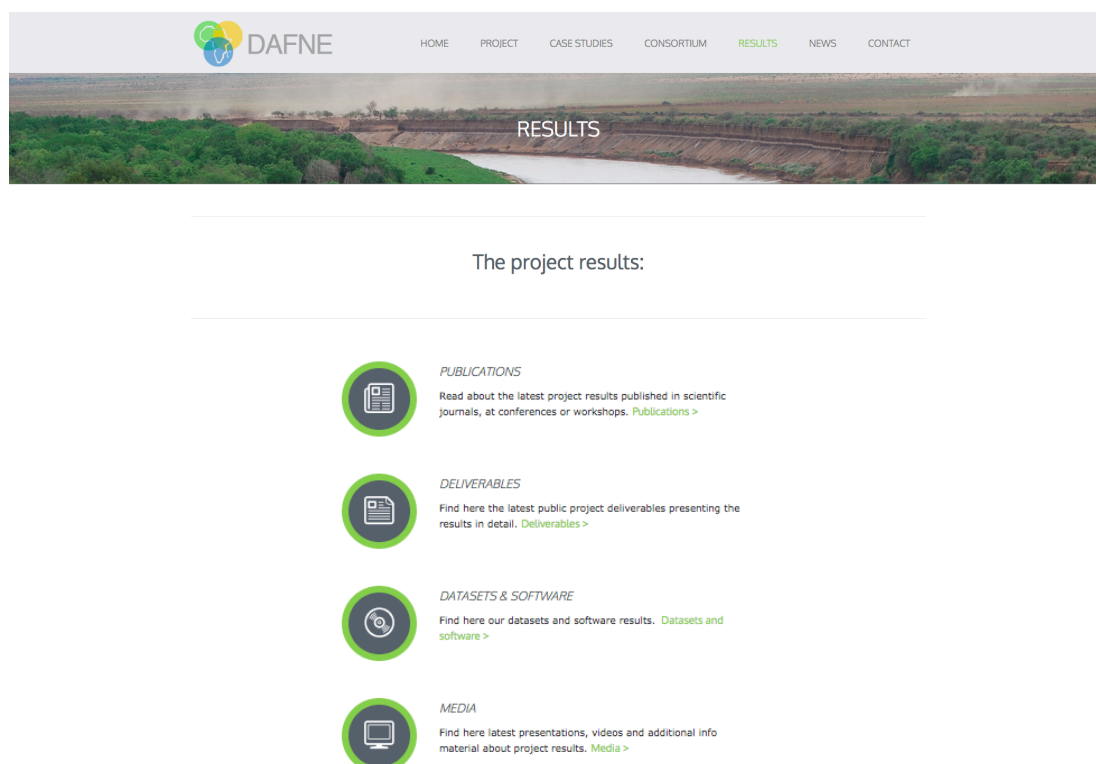 DAFNE
HOME PROJECT CASE STUDIES CONSORTIUM RESULTS NEWS CONTACT
RESULTS
The project results:
PUBLICATIONS
Read about the latest project results published in scientific
journals, at conferences or workshops. Publications >
DELIVERABLES
Find here the latest public project deliverables presenting the
results in detail. Deliverables >
DATASETS & SOFTWARE
Find here our datasets and software results. Datasets and
software >
MEDIA
Find here latest presentations, videos and additional info
material about project results. Media >